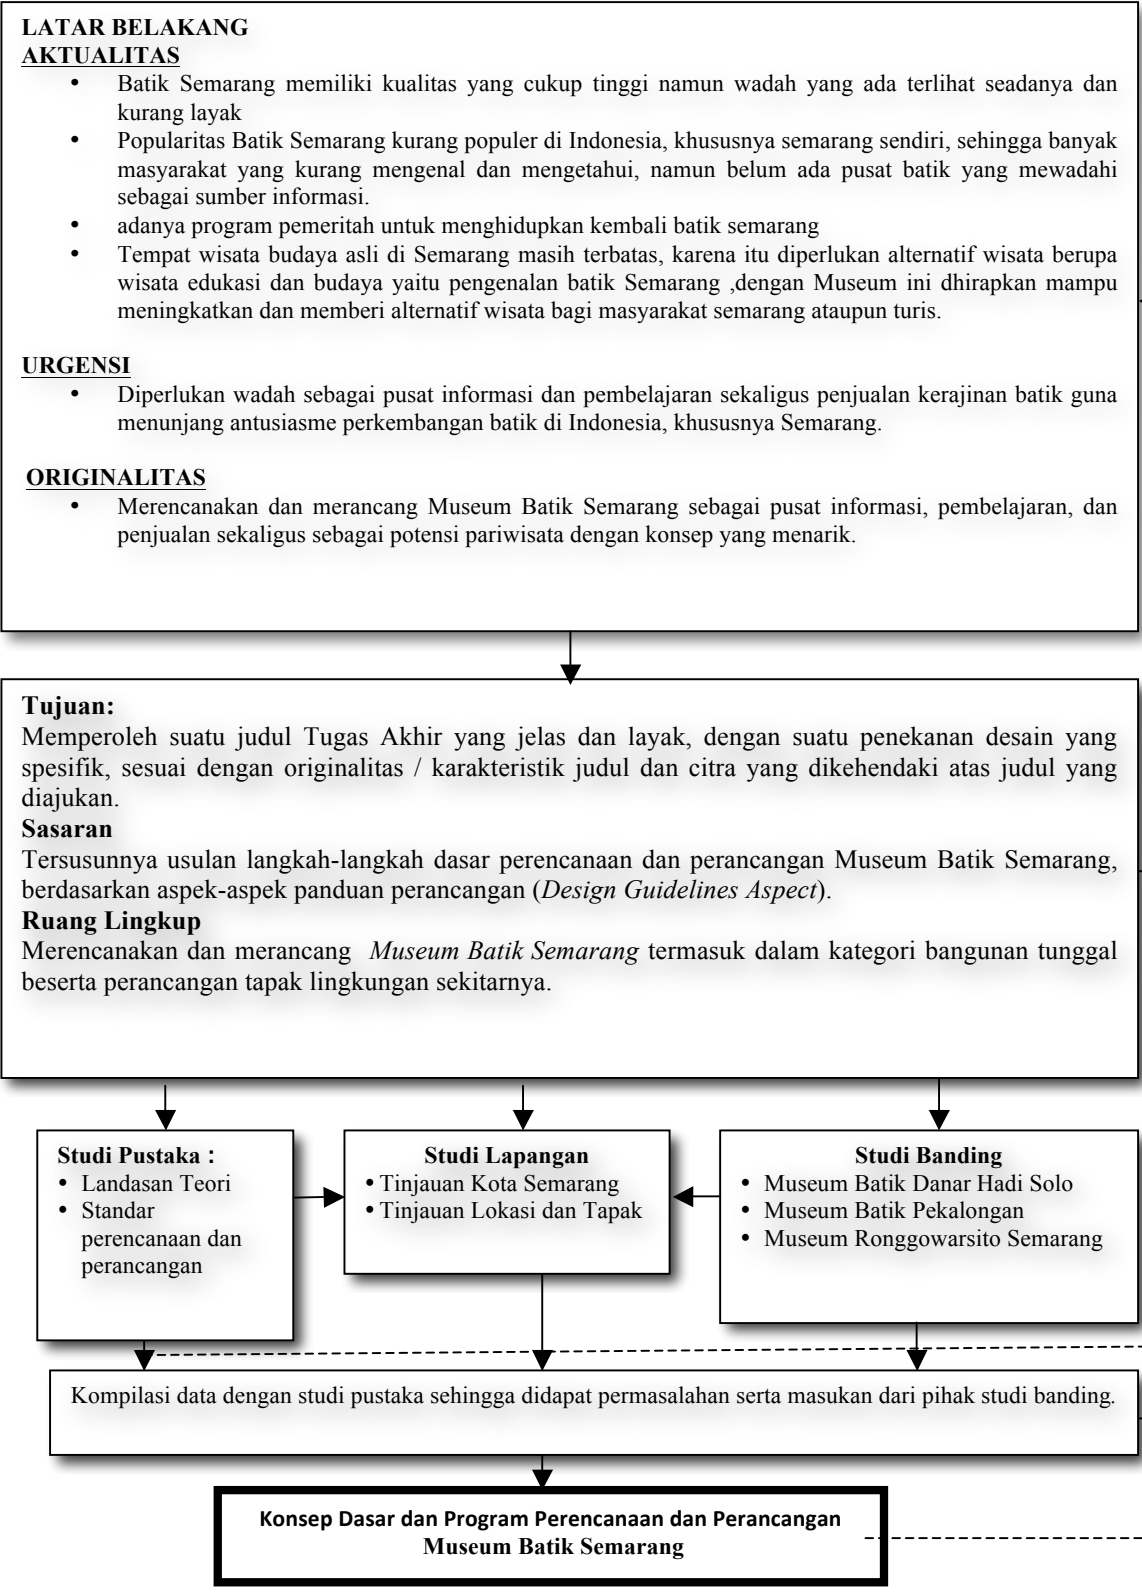 LATAR BELAKANG
AKTUALITAS
• Batik Semarang memiliki kualitas yang cukup tinggi namun wadah yang ada terlihat seadanya dan
kurang layak
• Popularitas Batik Semarang kurang populer di Indonesia, khususnya semarang sendiri, sehingga banyak
masyarakat yang kurang mengenal dan mengetahui, namun belum ada pusat batik yang mewadahi
sebagai sumber informasi.
• adanya program pemeritah untuk menghidupkan kembali batik semarang
• Tempat wisata budaya asli di Semarang masih terbatas, karena itu diperlukan alternatif wisata berupa
wisata edukasi dan budaya yaitu pengenalan batik Semarang ,dengan Museum ini dhirapkan mampu
meningkatkan dan memberi alternatif wisata bagi masyarakat semarang ataupun turis.
URGENSI
• Diperlukan wadah sebagai pusat informasi dan pembelajaran sekaligus penjualan kerajinan batik guna
menunjang antusiasme perkembangan batik di Indonesia, khususnya Semarang.
ORIGINALITAS
• Merencanakan dan merancang Museum Batik Semarang sebagai pusat informasi, pembelajaran, dan
penjualan sekaligus sebagai potensi pariwisata dengan konsep yang menarik.
Tujuan:
Memperoleh suatu judul Tugas Akhir yang jelas dan layak, dengan suatu penekanan desain yang
spesifik, sesuai dengan originalitas / karakteristik judul dan citra yang dikehendaki atas judul yang
diajukan.
Sasaran
Tersusunnya usulan langkah-langkah dasar perencanaan dan perancangan Museum Batik Semarang,
berdasarkan aspek-aspek panduan perancangan (Design Guidelines Aspect).
Ruang Lingkup
Merencanakan dan merancang Museum Batik Semarang termasuk dalam kategori bangunan tunggal
beserta perancangan tapak lingkungan sekitarnya.
Studi Pustaka :
• Landasan Teori
• Standar
perencanaan dan
perancangan
Studi Lapangan
• Tinjauan Kota Semarang
• Tinjauan Lokasi dan Tapak
Studi Banding
• Museum Batik Danar Hadi Solo
• Museum Batik Pekalongan
• Museum Ronggowarsito Semarang
Kompilasi data dengan studi pustaka sehingga didapat permasalahan serta masukan dari pihak studi banding.
Konsep Dasar dan Program Perencanaan dan Perancangan
Museum Batik Semarang